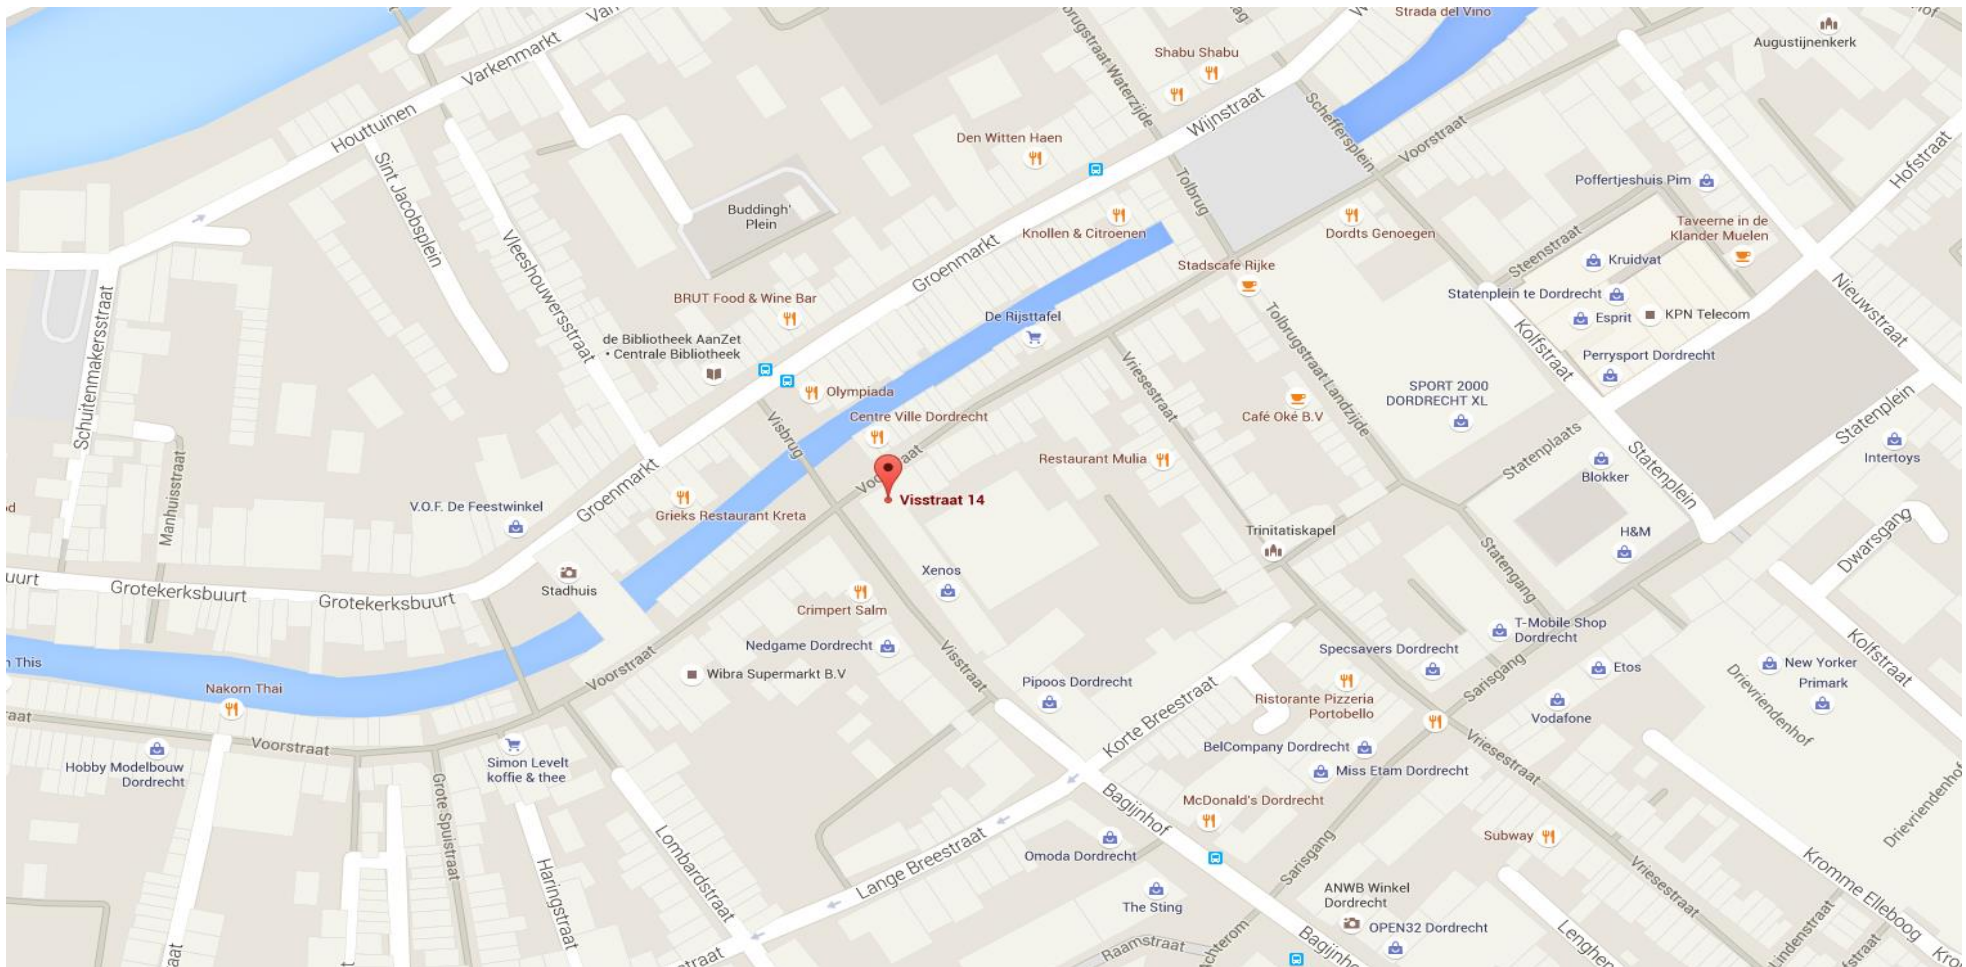 Strada del Vino
Augustijnenkerk
Shabu Shabu
Varkenmarkt
Tolbrugstraat Waterzijde
Houttuinen
Wijnstraat
Scheffersplein
Voorstraat
Hofstraat
Den Witten Haen
Sint Jacobsplein
Tolbrug
Poffertjeshuis Pim
Buddingh'
Plein
Knollen & Citroenen
Dordts Genoegen
Taveerne in de
Klander Muelen
Vleeshouwersstraat
Groenmarkt
Stadscafe Rijke
Steenstraat
Kruidvat
Nieuwstraat
BRUT Food & Wine Bar
De Rijsttafel
Statenplein te Dordrecht
Esprit
KPN Telecom
Schuitenmakersstraat
de Bibliotheek AanZet
• Centrale Bibliotheek
Tolbrugstraat Landzijde
Kolfstraat
Perrysport Dordrecht
Vriesestraat
SPORT 2000
DORDRECHT XL
Olympiada
Centre Ville Dordrecht
Café Oké B.V
Statenplein
Visbrug
Manhuisstraat
Groenmarkt
Restaurant Mulia
Statenplaats
Statenplein
Blokker
Intertoys
Visstraat 14
V.O.F. De Feestwinkel
Grieks Restaurant Kreta
Trinitatiskapel
H&M
Dwarsgang
Grotekerksbuurt
Grotekerksbuurt
Stadhuis
Xenos
Statengang
Crimpert Salm
T-Mobile Shop
Dordrecht
Nedgame Dordrecht
Visstraat
Specsavers Dordrecht
Kolfstraat
Voorstraat
Wibra Supermarkt B.V
Etos
New Yorker
Primark
Nakorn Thai
Pipoos Dordrecht
Ristorante Pizzeria
Portobello
Sarisgang
Vodafone
Drievriendenhof
Korte Breestraat
Voorstraat
BelCompany Dordrecht
Vriesestraat
Hobby Modelbouw
Dordrecht
Simon Levelt
koffie & thee
Miss Etam Dordrecht
Drievriendenhof
Grote Spuistraat
Bagijnhof
McDonald's Dordrecht
Subway
Lombardstraat
Lange Breestraat
Omoda Dordrecht
Sarisgang
Haringstraat
Vriesestraat
Kromme Elleboog
The Sting
ANWB Winkel
Dordrecht
OPEN32 Dordrecht
Raamstraat
Achterom
Bagijnhof
Lindenstraat